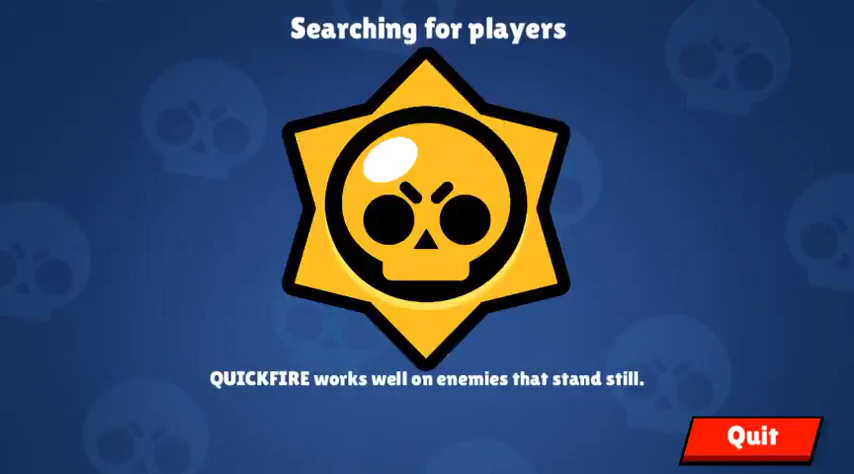 Searching for players
QUICKFIRE works well on enemies that stand still.
Quit